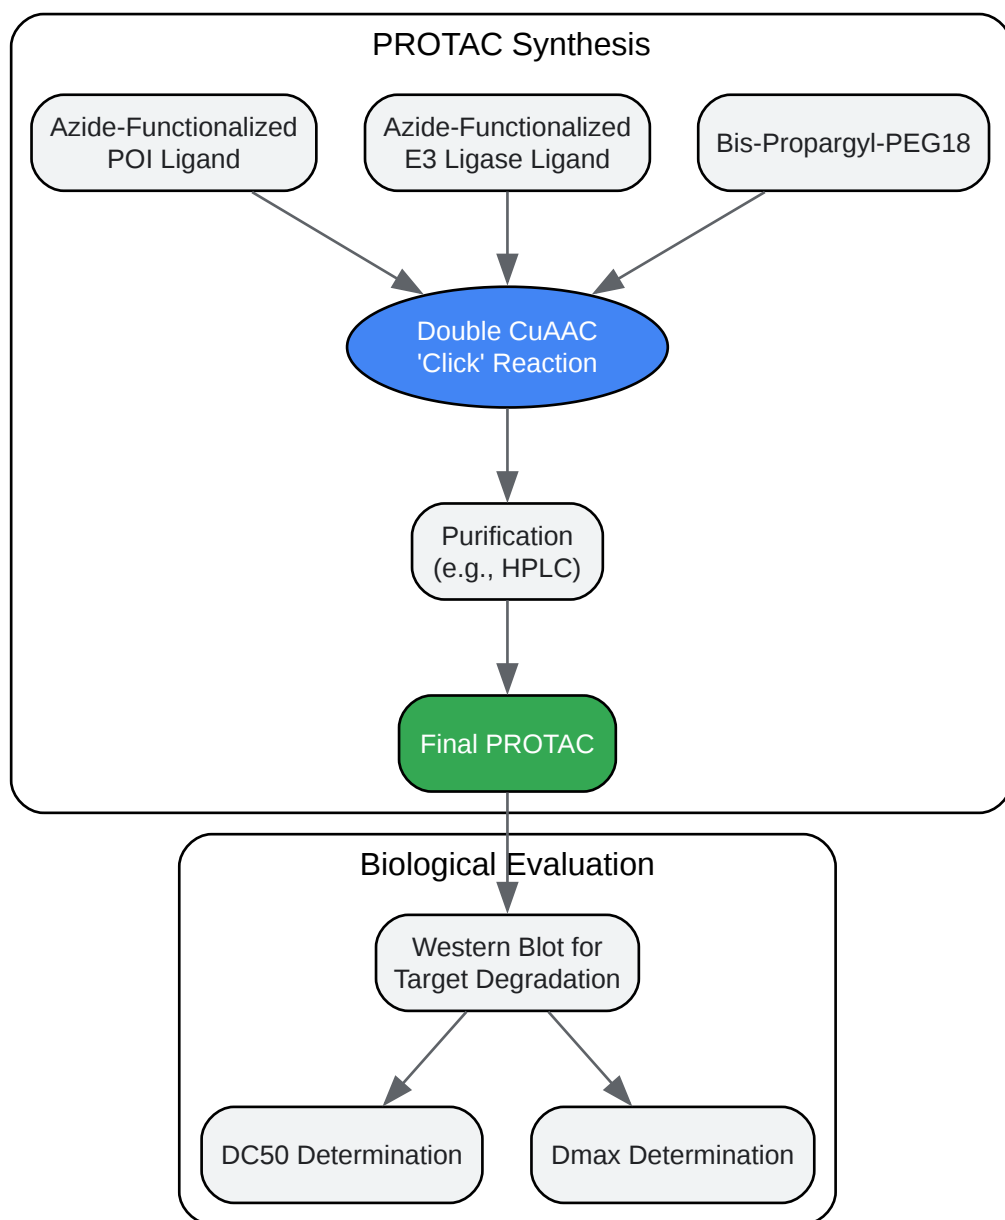 PROTAC Synthesis
Azide-Functionalized
POI Ligand
Azide-Functionalized
E3 Ligase Ligand
Bis-Propargyl-PEG18
Double CuAAC
'Click' Reaction
Purification
(e.g., HPLC)
Final PROTAC
Biological Evaluation
Western Blot for
Target Degradation
DC50 Determination
Dmax Determination